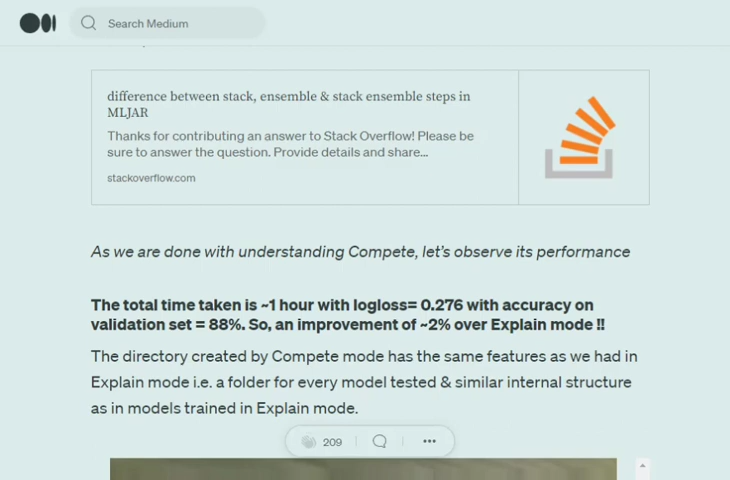 Search Medium
difference between stack, ensemble & stack ensemble steps in
MLJAR
Thanks for contributing an answer to Stack Overflow! Please be
sure to answer the question. Provide details and share...
stackoverflow.com
As we are done with understanding Compete, let's observe its performance
The total time taken is ~1 hour with logloss= 0.276 with accuracy on
validation set = 88%. So, an improvement of ~2% over Explain mode !!
The directory created by Compete mode has the same features as we had in
Explain mode i.e. a folder for every model tested & similar internal structure
as in models trained in Explain mode.
209